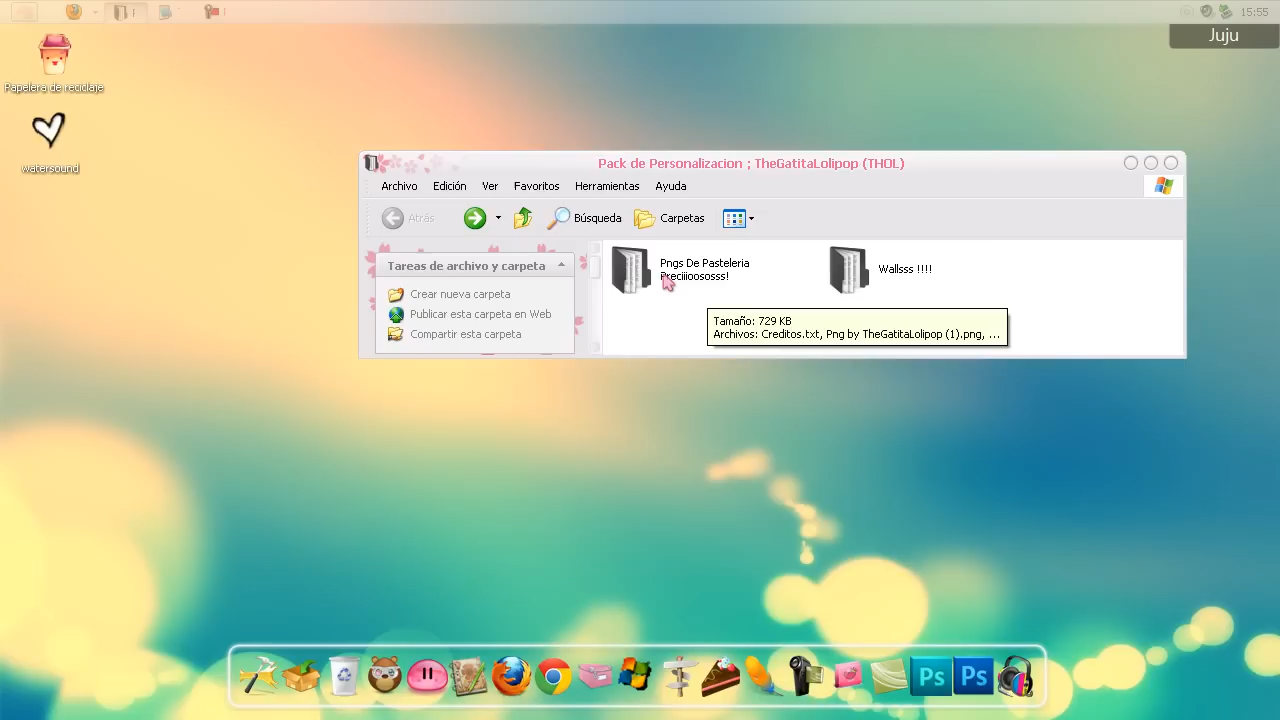 15:55
Juju
Papelera de reciclaje
watersound
Pack de Personalizacion ; TheGatitaLolipop (THOL)
Archivo Edición Ver Favoritos Herramientas Ayuda
Atrás Búsqueda Carpetas
Tareas de archivo y carpeta
Crear nueva carpeta
Publicar esta carpeta en Web
Compartir esta carpeta
Pngs De Pasteleria
Preciiioososss!
Wallsss !!!!
Tamaño: 729 KB
Archivos: Creditos.txt, Png by TheGatitaLolipop (1).png, ...
Ps
Ps